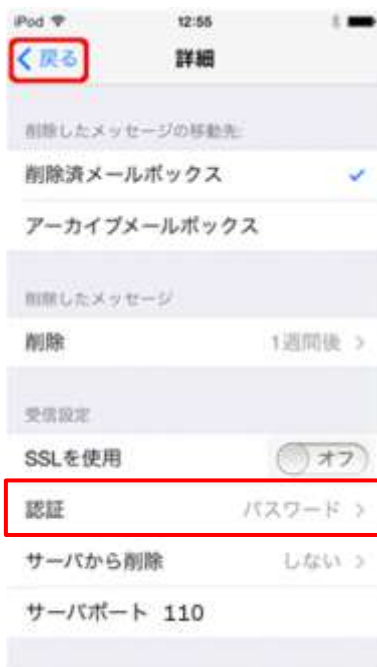 iPod 12:55
戻る 詳細
削除したメッセージの移動先:
削除済メールボックス
アーカイブメールボックス
削除したメッセージ
削除 1週間後
受信設定
SSLを使用 オフ
認証 パスワード
サーバから削除 しない
サーバポート 110